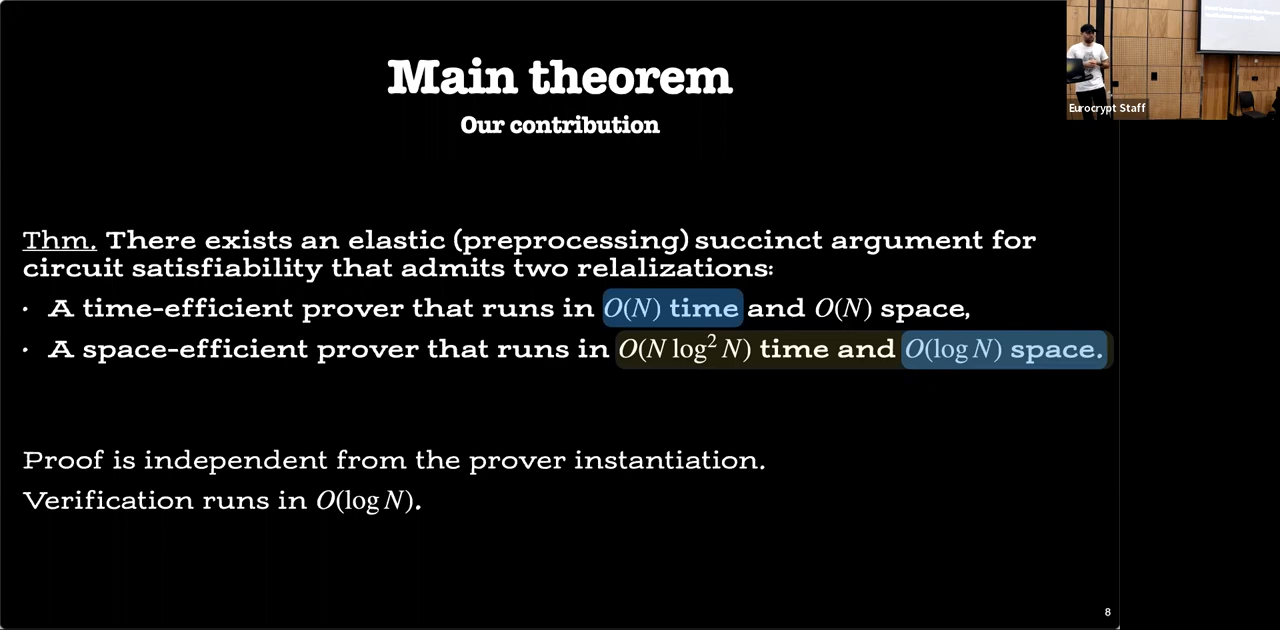 Main theorem
Our contribution
Eurocrypt Staff
Thm. There exists an elastic (preprocessing) succinct argument for
circuit satisfiability that admits two relalizations:
• A time-efficient prover that runs in O(N) time and O(N) space,
• A space-efficient prover that runs in O(N log² N) time and O(log N) space.
Proof is independent from the prover instantiation.
Verification runs in O(log N).
8